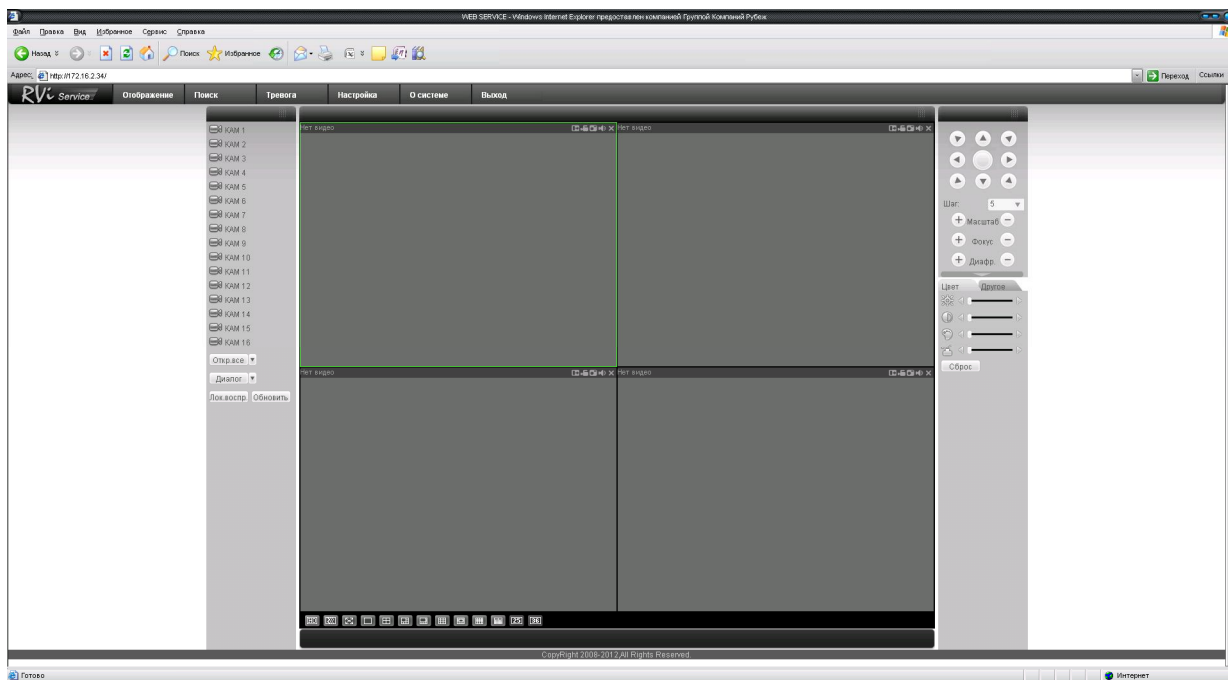 WEB SERVICE - Windows Internet Explorer предоставлен компанией Группой Компаний Рубеж
Файл Правка Вид Избранное Сервис Справка
Назад Поиск Избранное
Адрес: http://172.16.2.34/ Переход Ссылки
RVi Service Отображение Поиск Тревога Настройка О системе Выход
Нет видео Нет видео
КАМ 1
КАМ 2
КАМ 3
КАМ 4
КАМ 5
КАМ 6
КАМ 7
КАМ 8
КАМ 9
КАМ 10
КАМ 11
КАМ 12
КАМ 13
КАМ 14
КАМ 15
КАМ 16
Откр.все
Диалог
Лок.воспр. Обновить
Нет видео Нет видео
Шаг: 5
Масштаб
Фокус
Диафр.
Цвет Другое
Сброс
25 36
CopyRight 2008-2012,All Rights Reserved.
Готово Интернет